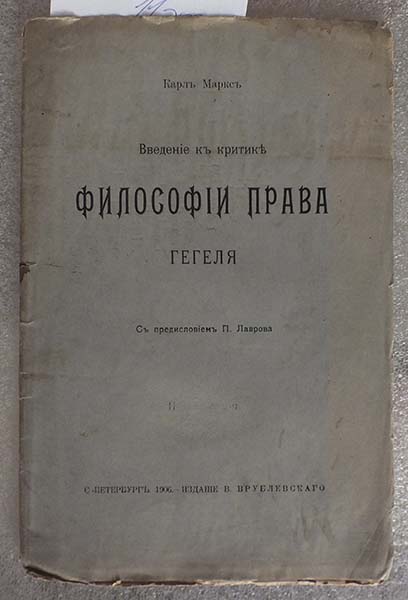 Карлъ Марксъ
Введеніе къ критикѣ
ФИЛОСОФІИ ПРАВА
ГЕГЕЛЯ
Съ предисловіемъ П. Лаврова
С.-ПЕТЕРБУРГЪ. 1906.—ИЗДАНІЕ В. ВРУБЛЕВСКАГО